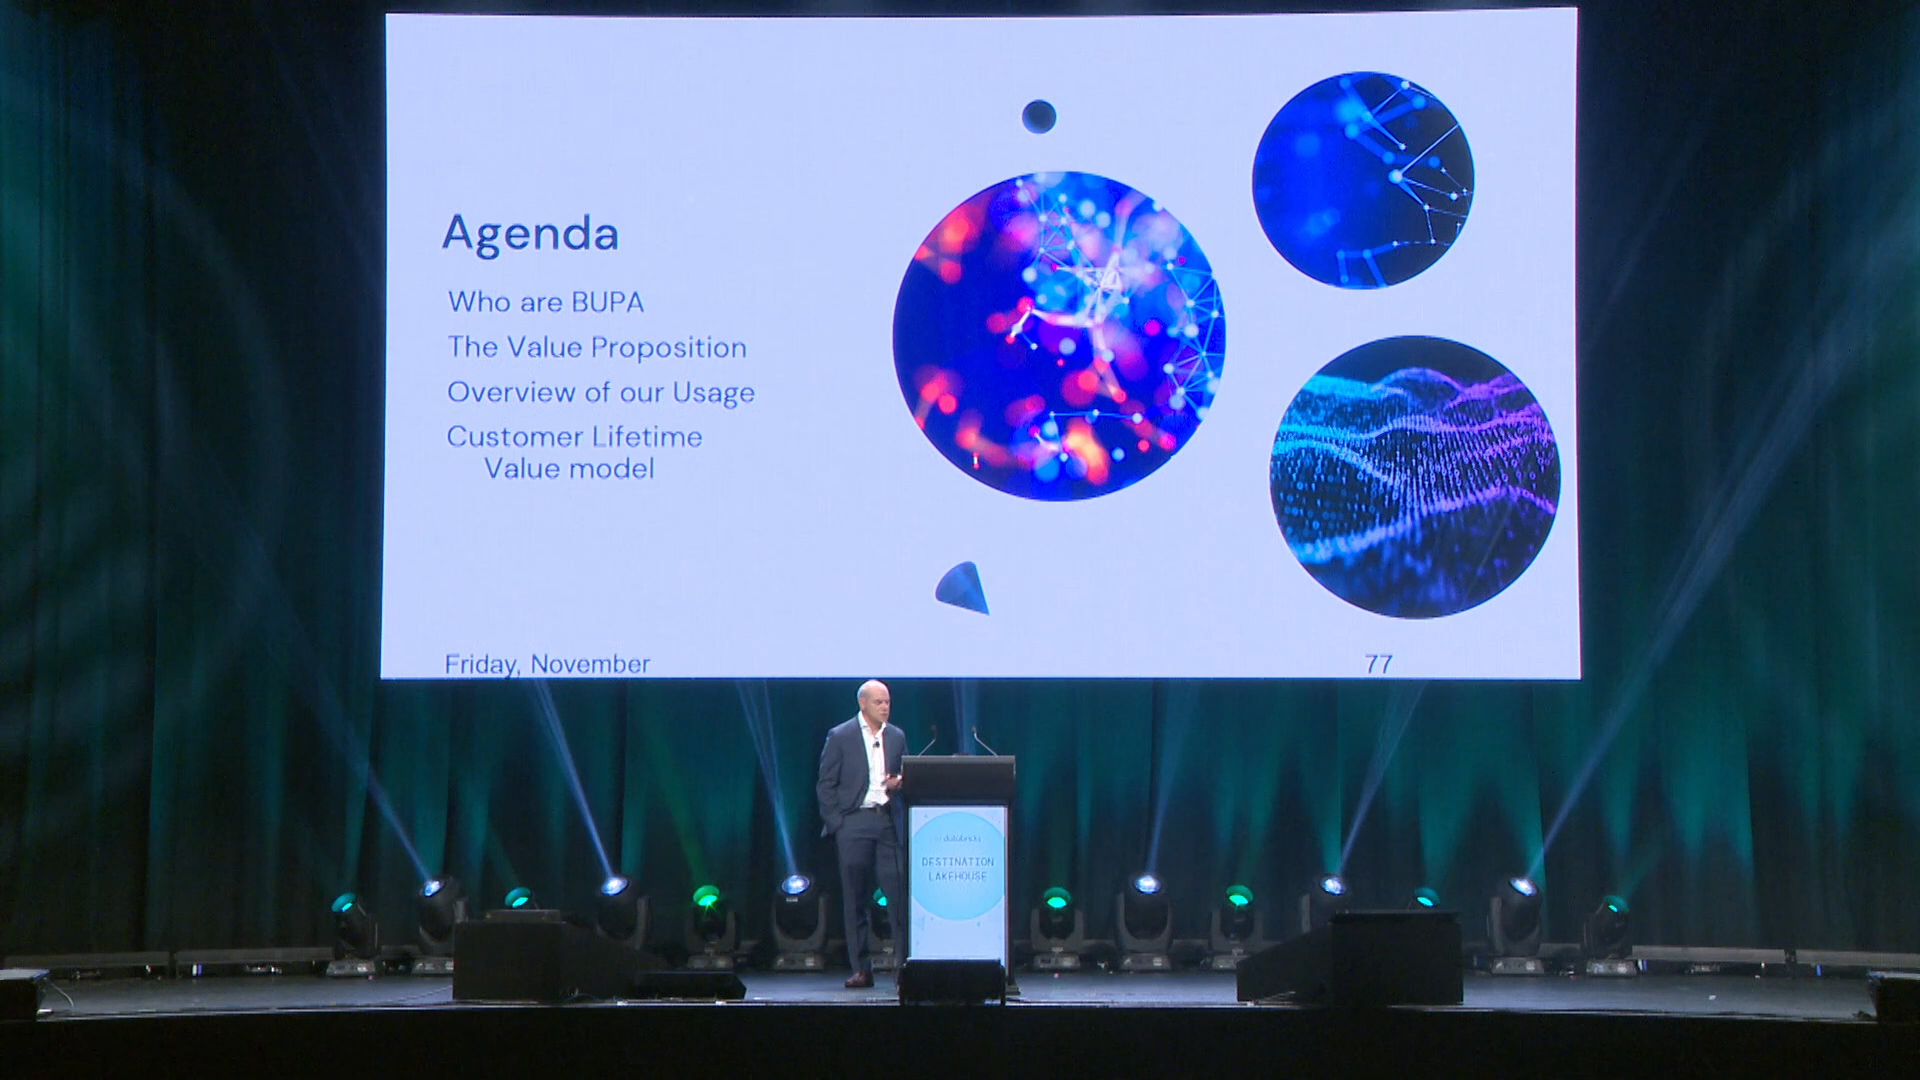 Agenda
Who are BUPA
The Value Proposition
Overview of our Usage
Customer Lifetime
Value model
Friday, November
77
databricks
DESTINATION
LAKEHOUSE